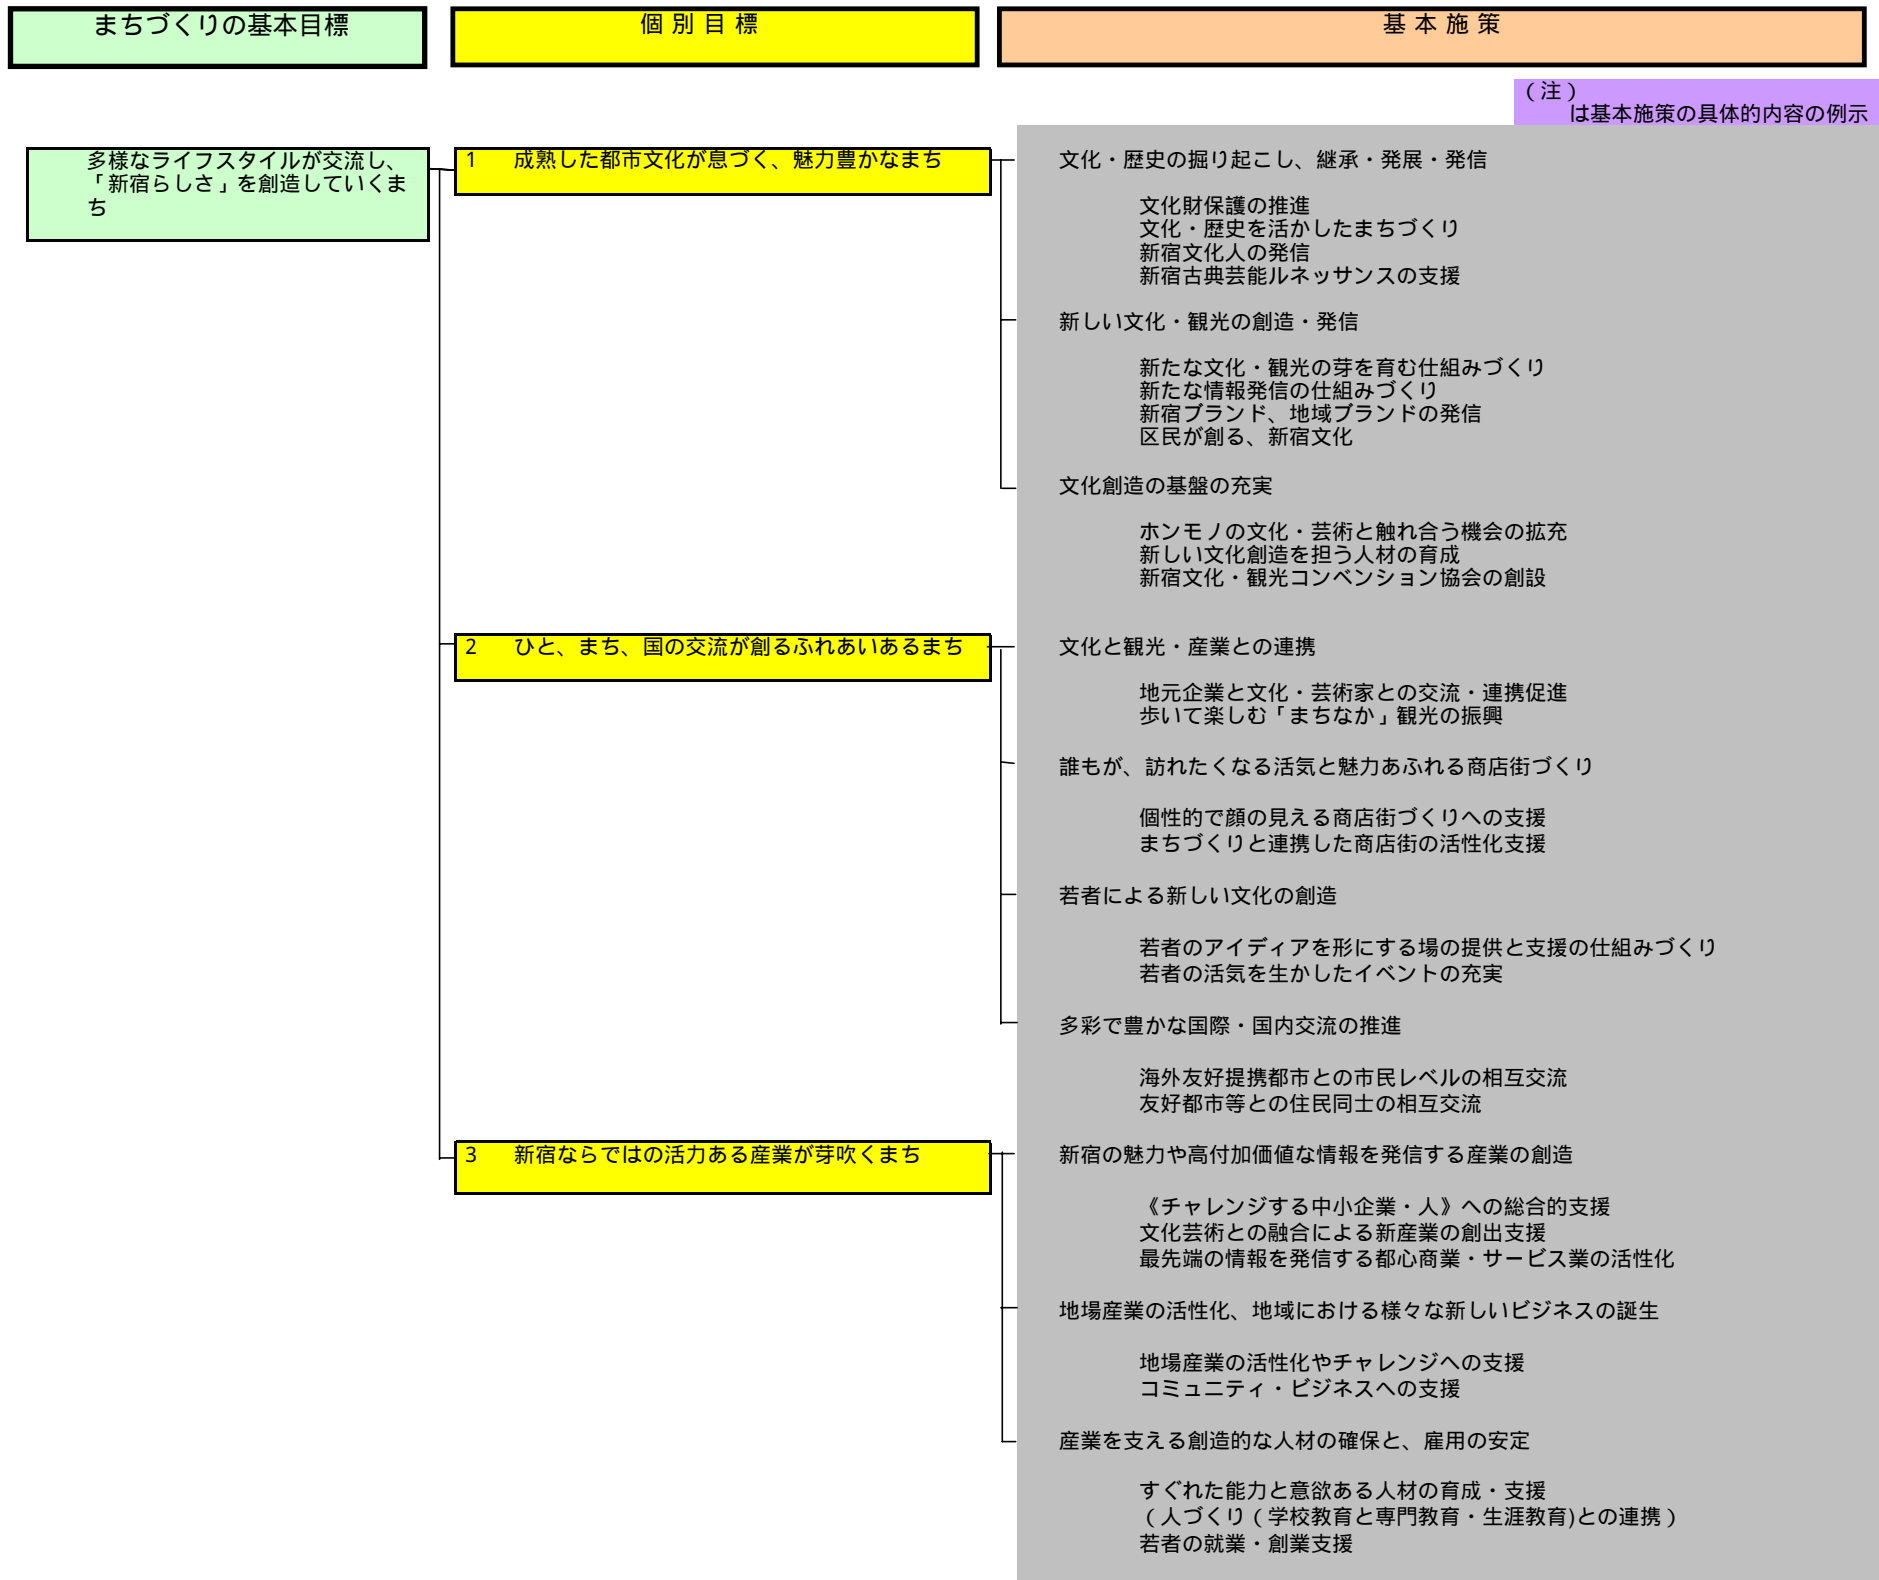 まちづくりの基本目標
個 別 目 標
基 本 施 策
（注）
は基本施策の具体的内容の例示
多様なライフスタイルが交流し、
「新宿らしさ」を創造していくま
ち
1 成熟した都市文化が息づく、魅力豊かなまち
文化・歴史の掘り起こし、継承・発展・発信
文化財保護の推進
文化・歴史を活かしたまちづくり
新宿文化人の発信
新宿古典芸能ルネッサンスの支援
新しい文化・観光の創造・発信
新たな文化・観光の芽を育む仕組みづくり
新たな情報発信の仕組みづくり
新宿ブランド、地域ブランドの発信
区民が創る、新宿文化
文化創造の基盤の充実
ホンモノの文化・芸術と触れ合う機会の拡充
新しい文化創造を担う人材の育成
新宿文化・観光コンベンション協会の創設
2 ひと、まち、国の交流が創るふれあいあるまち
文化と観光・産業との連携
地元企業と文化・芸術家との交流・連携促進
歩いて楽しむ「まちなか」観光の振興
誰もが、訪れたくなる活気と魅力あふれる商店街づくり
個性的で顔の見える商店街づくりへの支援
まちづくりと連携した商店街の活性化支援
若者による新しい文化の創造
若者のアイディアを形にする場の提供と支援の仕組みづくり
若者の活気を生かしたイベントの充実
多彩で豊かな国際・国内交流の推進
海外友好提携都市との市民レベルの相互交流
友好都市等との住民同士の相互交流
3 新宿ならではの活力ある産業が芽吹くまち
新宿の魅力や高付加価値な情報を発信する産業の創造
《チャレンジする中小企業・人》への総合的支援
文化芸術との融合による新産業の創出支援
最先端の情報を発信する都心商業・サービス業の活性化
地場産業の活性化、地域における様々な新しいビジネスの誕生
地場産業の活性化やチャレンジへの支援
コミュニティ・ビジネスへの支援
産業を支える創造的な人材の確保と、雇用の安定
すぐれた能力と意欲ある人材の育成・支援
（人づくり（学校教育と専門教育・生涯教育)との連携）
若者の就業・創業支援